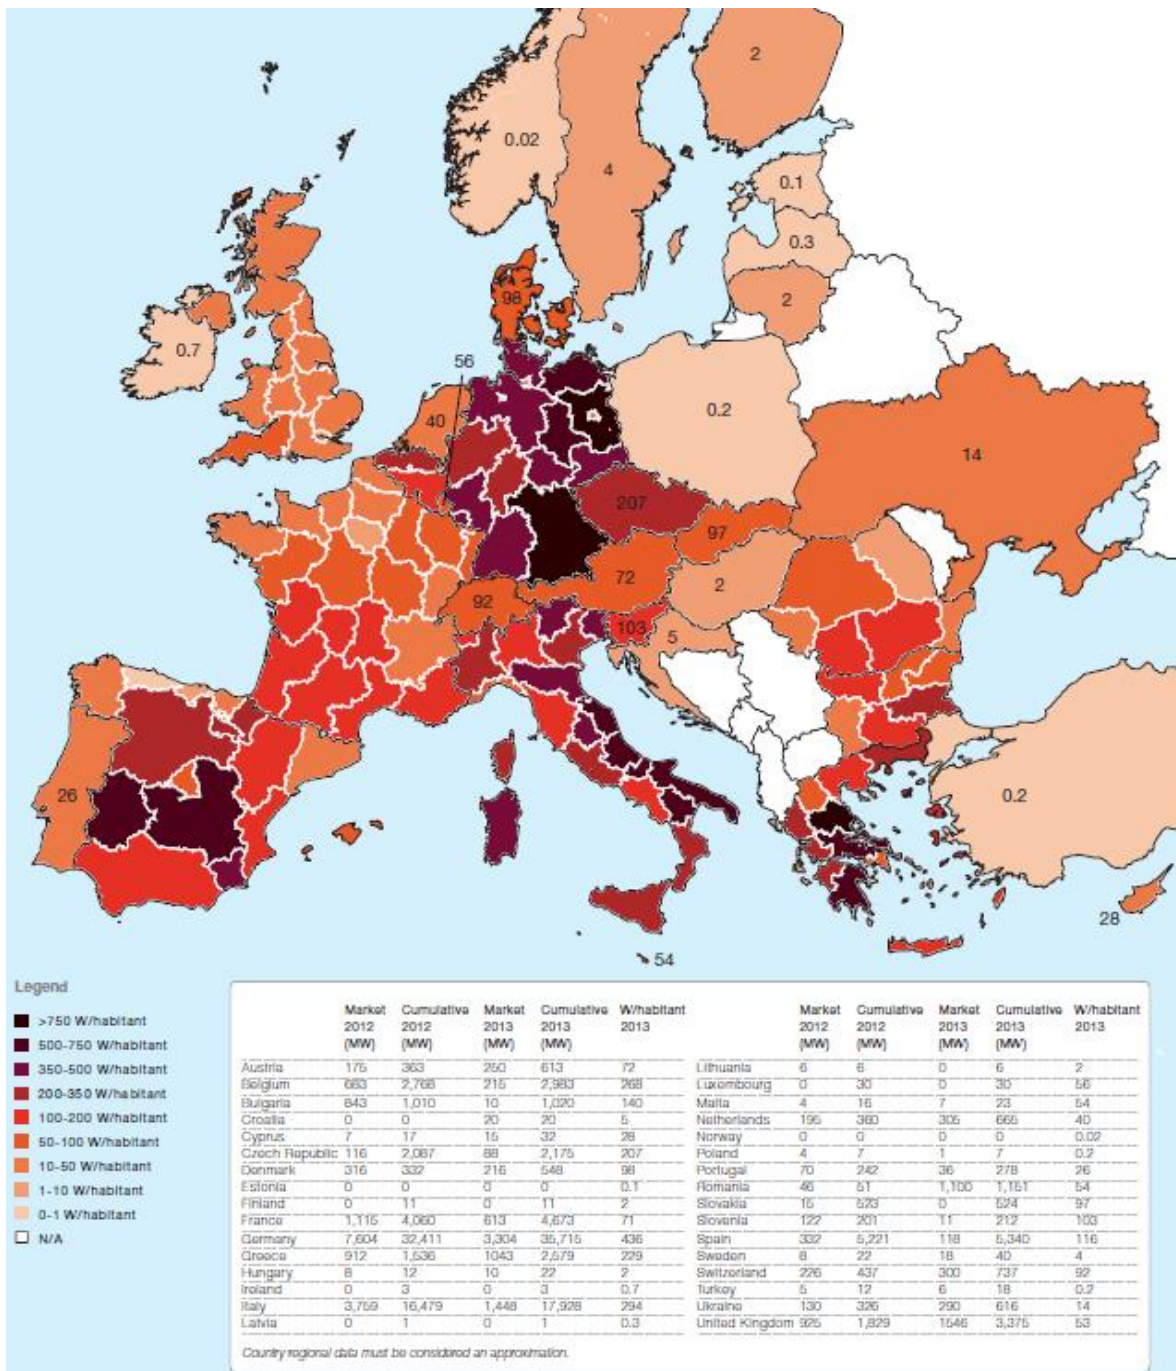 2
0.02
4
0.1
0.3
2
98
0.7
56
0.2
40
14
207
97
72
2
92
103
5
26
0.2
28
54
Legend
>750 W/habitant
500-750 W/habitant
350-500 W/habitant
200-350 W/habitant
100-200 W/habitant
50-100 W/habitant
10-50 W/habitant
1-10 W/habitant
0-1 W/habitant
N/A
Market 2012 (MW) Cumulative 2012 (MW) Market 2013 (MW) Cumulative 2013 (MW) W/habitant 2013
Austria 175 363 250 613 72
Belgium 683 2,768 215 2,983 268
Bulgaria 843 1,010 10 1,020 140
Croatia 0 0 20 20 5
Cyprus 7 17 15 32 28
Czech Republic 116 2,087 88 2,175 207
Denmark 316 332 216 548 98
Estonia 0 0 0 0 0.1
Finland 0 11 0 11 2
France 1,115 4,060 613 4,673 71
Germany 7,604 32,411 3,304 35,715 436
Greece 912 1,536 1043 2,579 229
Hungary 8 12 10 22 2
Ireland 0 3 0 3 0.7
Italy 3,759 16,479 1,448 17,928 294
Latvia 0 1 0 1 0.3
Market 2012 (MW) Cumulative 2012 (MW) Market 2013 (MW) Cumulative 2013 (MW) W/habitant 2013
Lithuania 6 6 0 6 2
Luxembourg 0 30 0 30 56
Malta 4 16 7 23 54
Netherlands 195 360 305 665 40
Norway 0 0 0 0 0.02
Poland 4 7 1 7 0.2
Portugal 70 242 36 278 26
Romania 46 51 1,100 1,151 54
Slovakia 15 523 0 524 97
Slovenia 122 201 11 212 103
Spain 332 5,221 118 5,340 116
Sweden 8 22 18 40 4
Switzerland 226 437 300 737 92
Turkey 5 12 6 18 0.2
Ukraine 130 326 290 616 14
United Kingdom 925 1,829 1546 3,375 53
Country regional data must be considered an approximation.